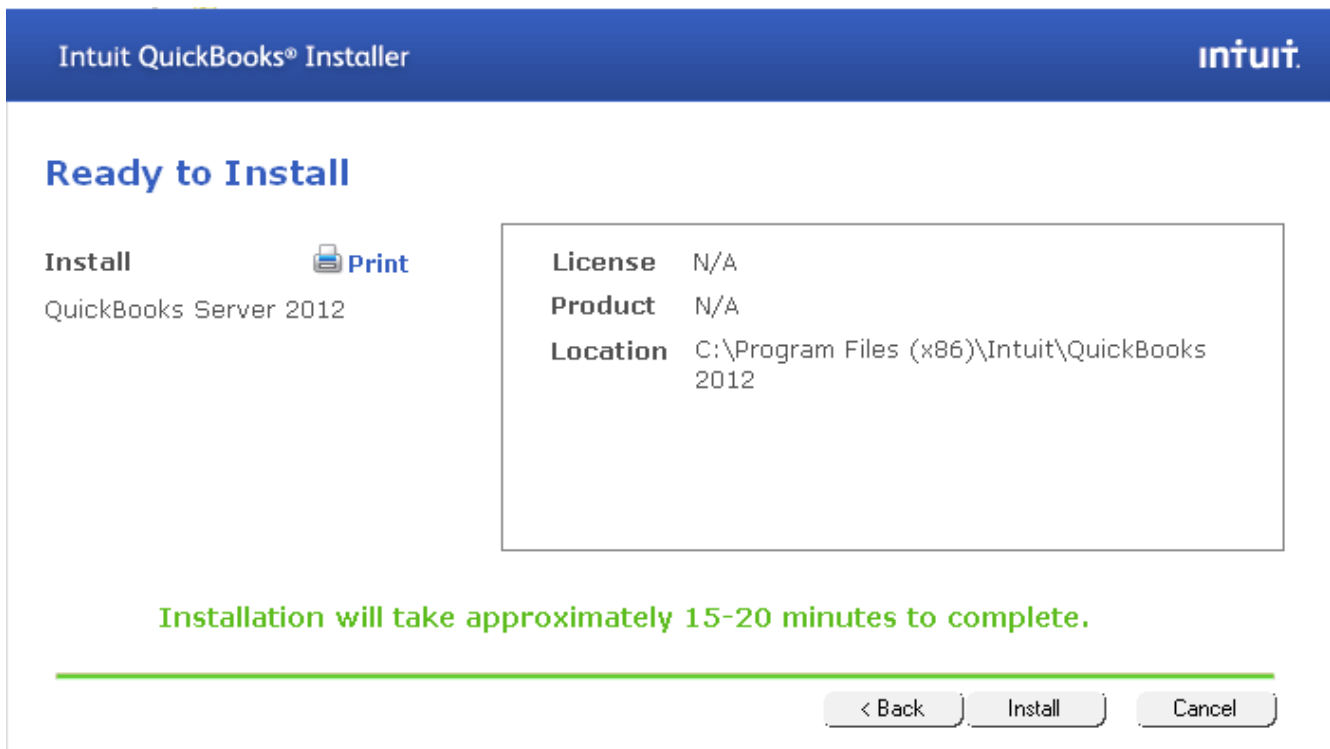 Intuit QuickBooks® Installer
ıntuıt.
Ready to Install
Install
Print
QuickBooks Server 2012
License N/A
Product N/A
Location C:\Program Files (x86)\Intuit\QuickBooks
2012
Installation will take approximately 15-20 minutes to complete.
< Back
Install
Cancel